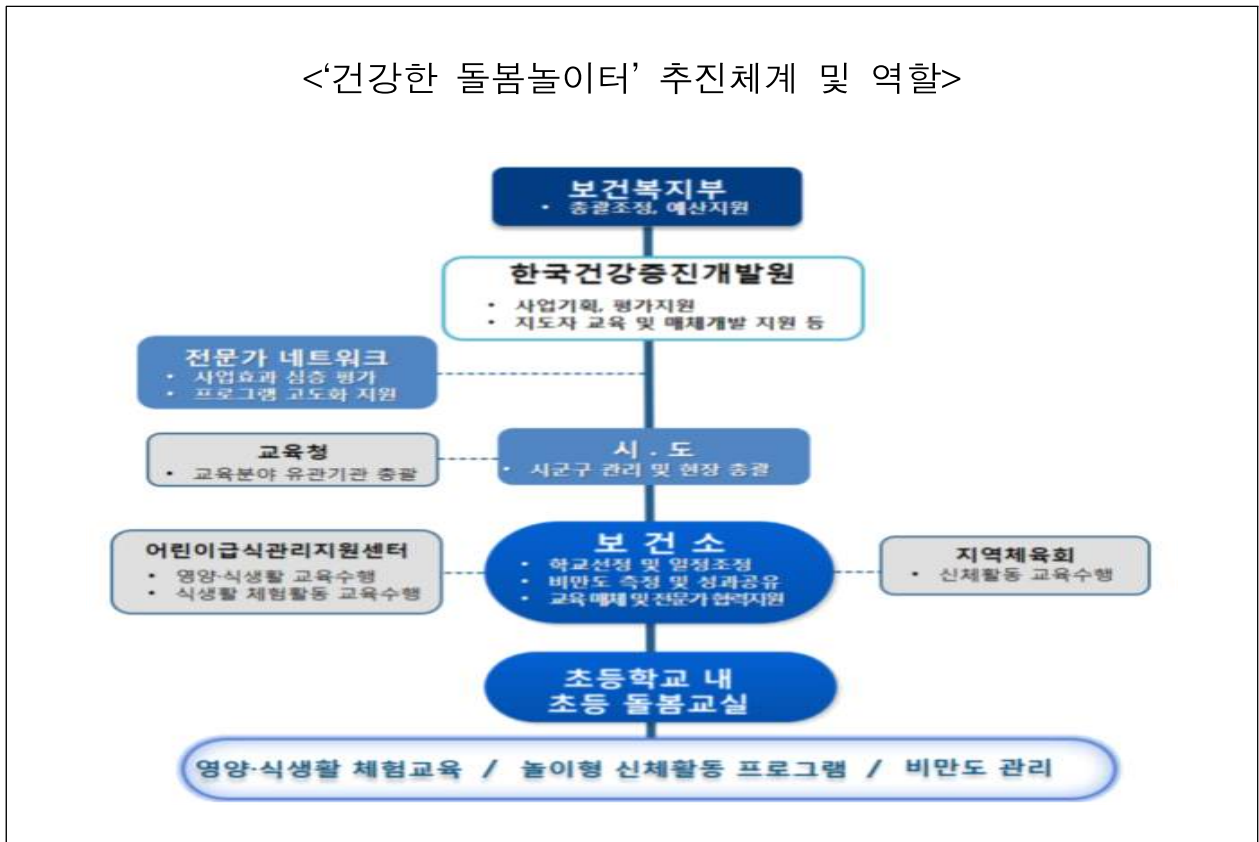 <‘건강한 돌봄놀이터’ 추진체계 및 역할>
보건복지부
• 총괄조정, 예산지원
한국건강증진개발원
• 사업기획, 평가지원
• 지도자 교육 및 매체개발 지원 등
전문가 네트워크
• 사업효과 심층 평가
• 프로그램 고도화 지원
교육청
• 교육분야 유관기관 총괄
시 . 도
• 시군구 관리 및 현장 총괄
어린이급식관리지원센터
• 영양·식생활 교육수행
• 식생활 체험활동 교육수행
보 건 소
• 학교선정 및 일정조정
• 비만도 측정 및 성과공유
• 교육 매체 및 전문가 협력지원
지역체육회
• 신체활동 교육수행
초등학교 내
초등 돌봄교실
영양·식생활 체험교육 / 놀이형 신체활동 프로그램 / 비만도 관리